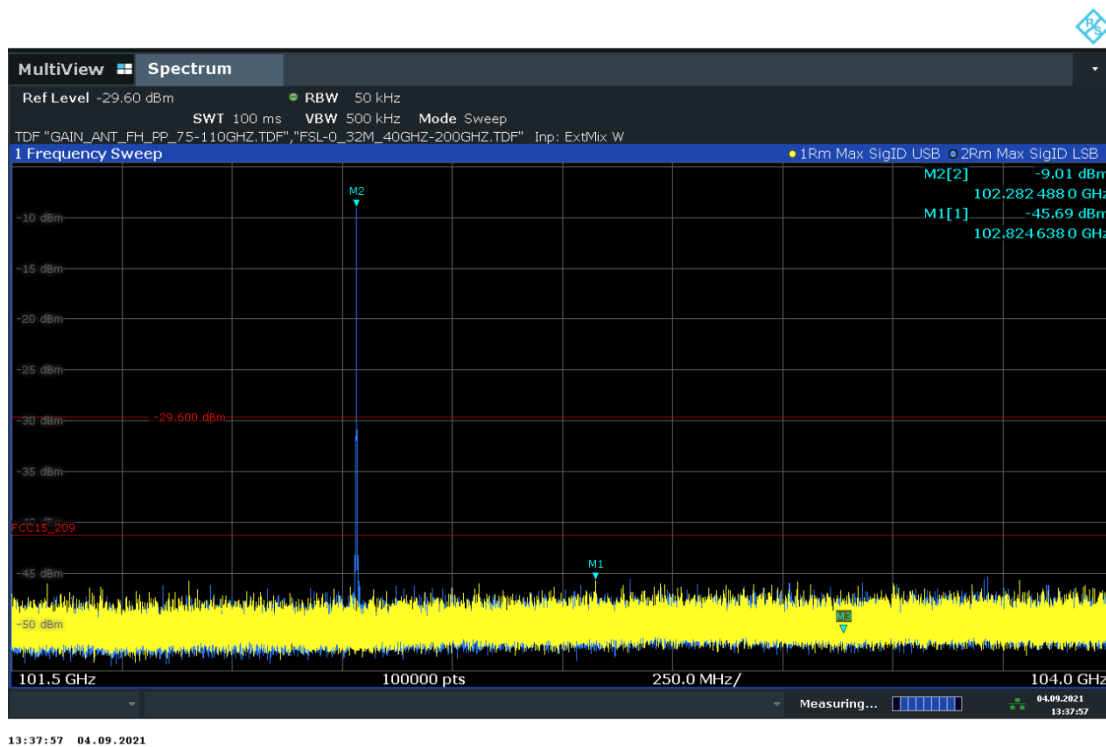 R S
MultiView Spectrum
Ref Level -29.60 dBm RBW 50 kHz
SWT 100 ms VBW 500 kHz Mode Sweep
TDF "GAIN_ANT_FH_PP_75-110GHZ.TDF","FSL-0_32M_40GHZ-200GHZ.TDF" Inp: ExtMix W
1 Frequency Sweep 1Rm Max SigID USB 2Rm Max SigID LSB
M2[2] -9.01 dBm
102.282 488 0 GHz
M1[1] -45.69 dBm
102.824 638 0 GHz
M2
-10 dBm
-15 dBm
-20 dBm
-25 dBm
-30 dBm -29.600 dBm
-35 dBm
FCC15_209
-45 dBm
M1
-50 dBm
M3
101.5 GHz 100000 pts 250.0 MHz/ 104.0 GHz
Measuring... 04.09.2021
13:37:57
13:37:57 04.09.2021